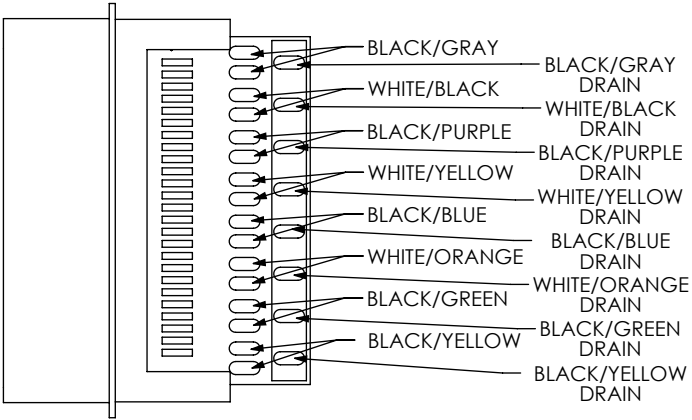 BLACK/GRAY
BLACK/GRAY
DRAIN
WHITE/BLACK
WHITE/BLACK
DRAIN
BLACK/PURPLE
BLACK/PURPLE
DRAIN
WHITE/YELLOW
WHITE/YELLOW
DRAIN
BLACK/BLUE
BLACK/BLUE
DRAIN
WHITE/ORANGE
WHITE/ORANGE
DRAIN
BLACK/GREEN
BLACK/GREEN
DRAIN
BLACK/YELLOW
BLACK/YELLOW
DRAIN